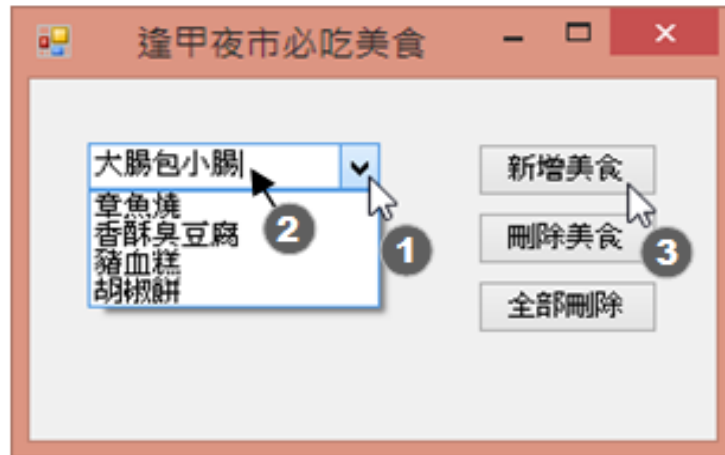 逢甲夜市必吃美食
大腸包小腸
章魚燒
香酥臭豆腐
豬血糕
胡椒餅
新增美食
刪除美食
全部刪除
1
2
3